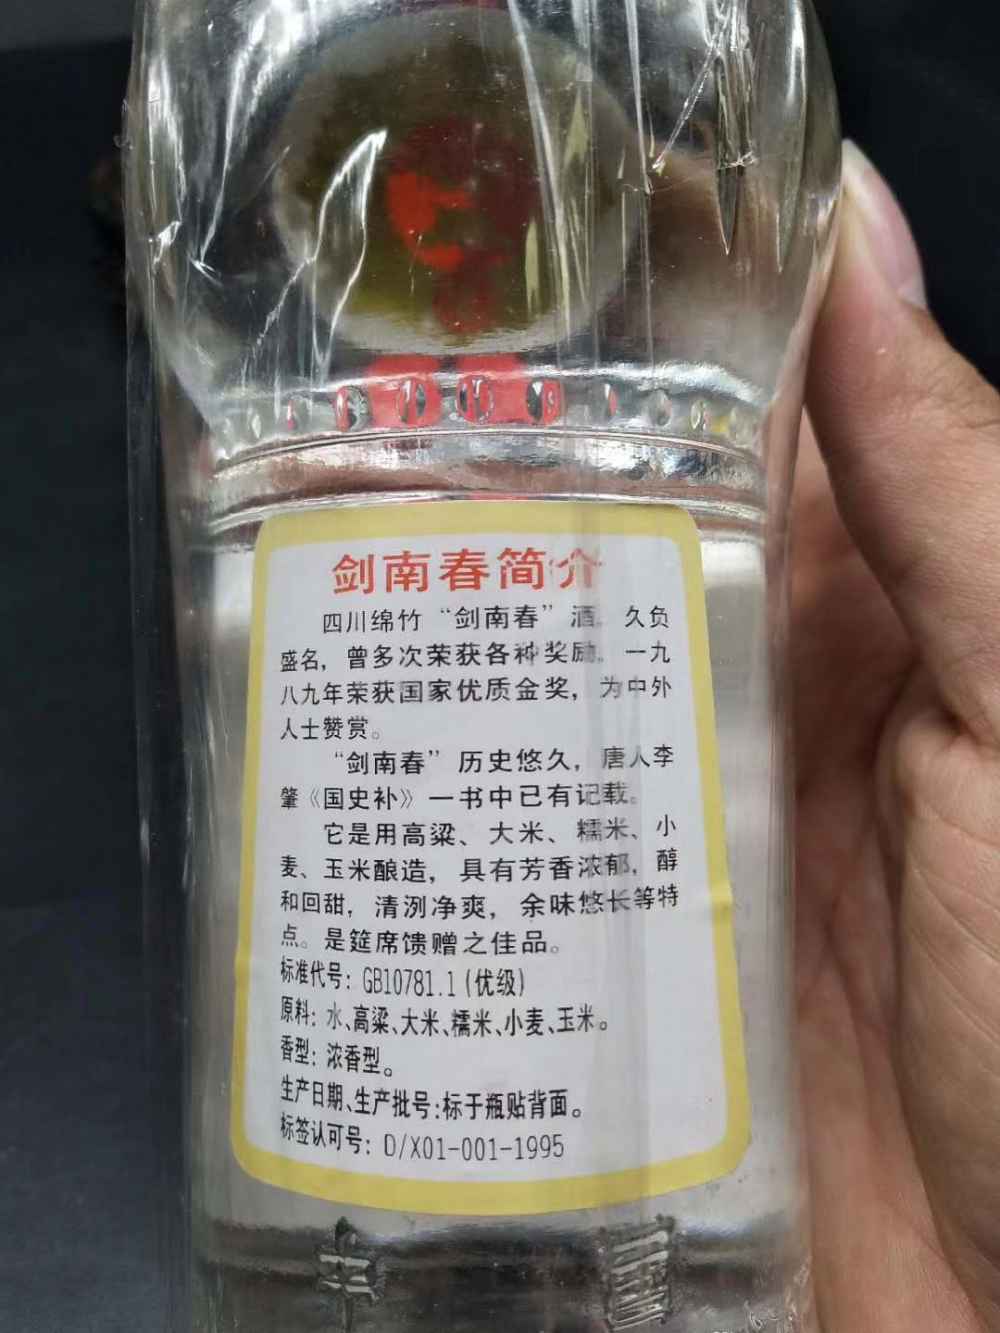 剑南春简介
四川绵竹“剑南春”酒，久负
盛名，曾多次荣获各种奖励。一九
八九年荣获国家优质金奖，为中外
人士赞赏。
“剑南春”历史悠久，唐人李
肇《国史补》一书中已有记载。
它是用高粱、大米、糯米、小
麦、玉米酿造，具有芳香浓郁，醇
和回甜，清冽净爽，余味悠长等特
点。是筵席馈赠之佳品。
标准代号：GB10781.1(优级)
原料：水、高粱、大米、糯米、小麦、玉米。
香型：浓香型。
生产日期、生产批号：标于瓶贴背面。
标签认可号：D/X01-001-1995